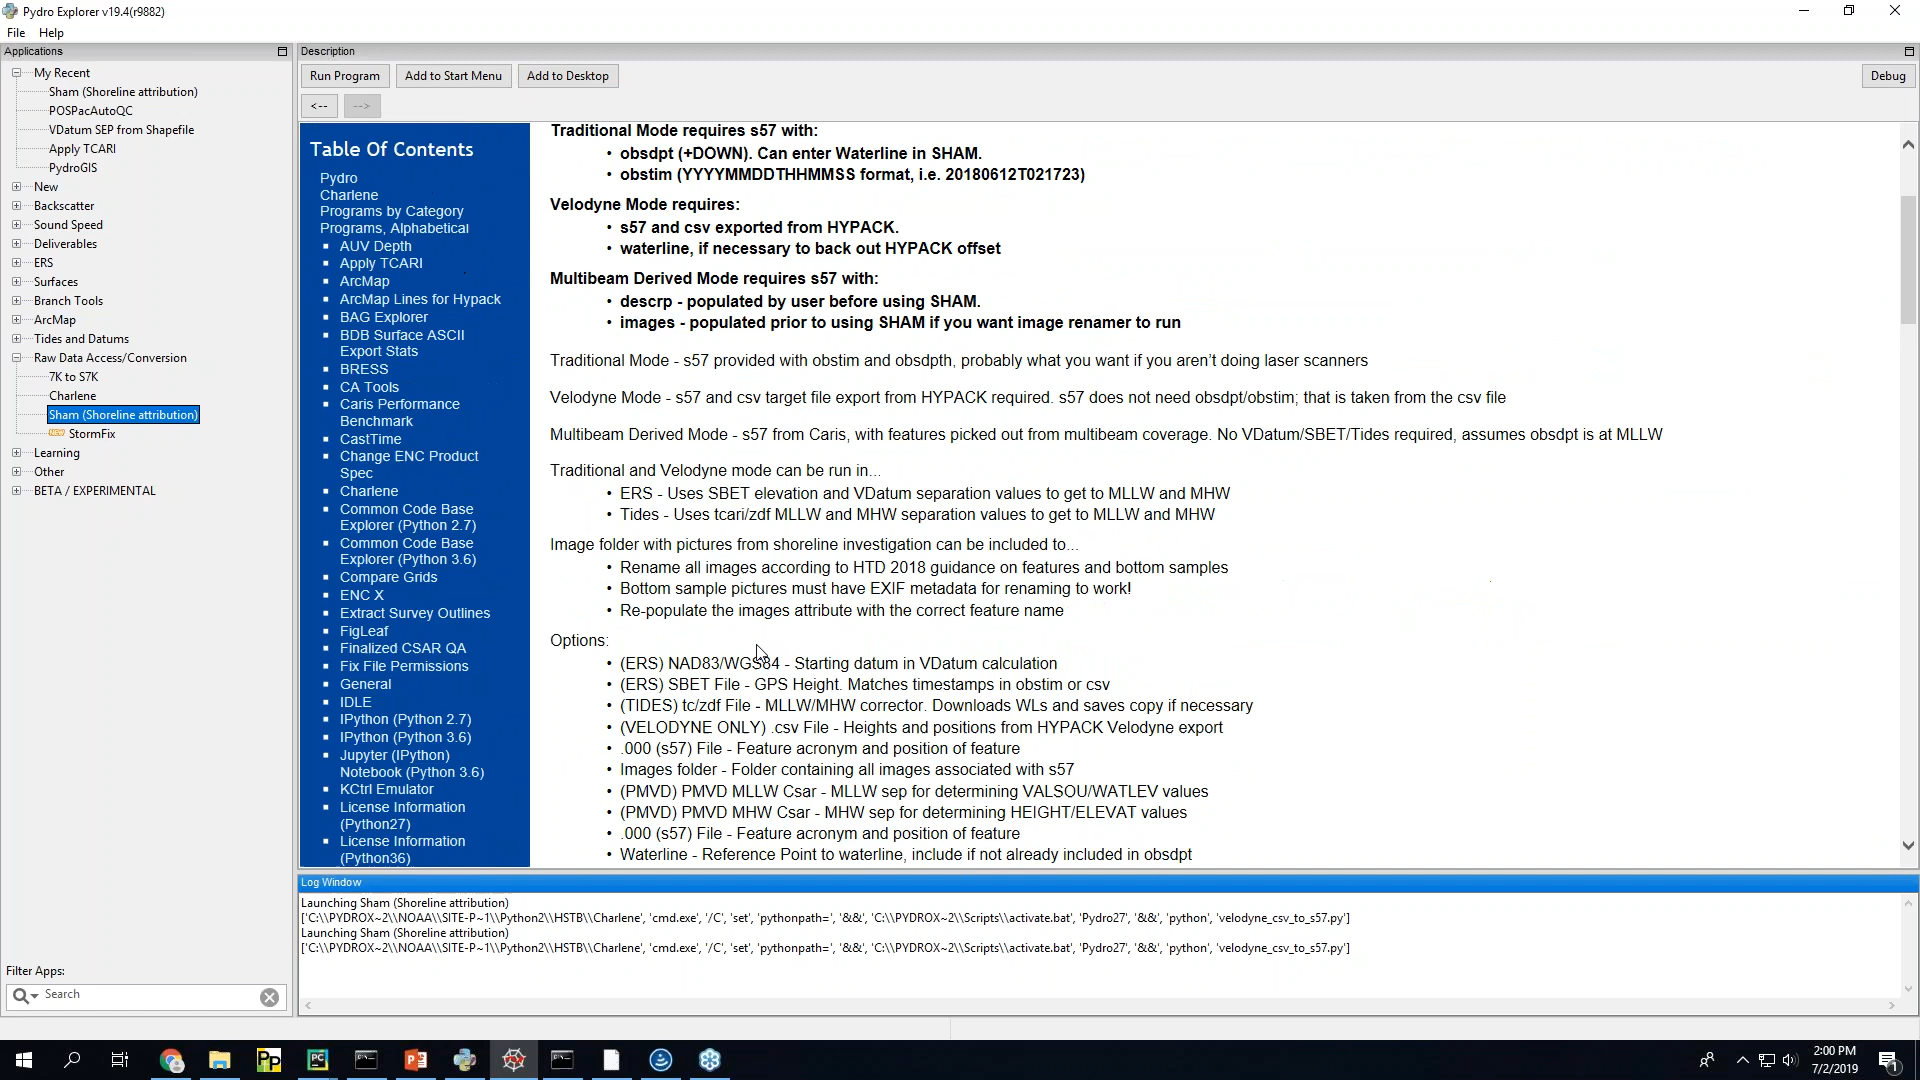 Pydro Explorer v19.4(r9882)
File Help
Applications
My Recent
Sham (Shoreline attribution)
POSPacAutoQC
VDatum SEP from Shapefile
Apply TCARI
PydroGIS
New
Backscatter
Sound Speed
Deliverables
ERS
Surfaces
Branch Tools
ArcMap
Tides and Datums
Raw Data Access/Conversion
7K to S7K
Charlene
Sham (Shoreline attribution)
NEW StormFix
Learning
Other
BETA / EXPERIMENTAL
Filter Apps:
Search
Description
Run Program Add to Start Menu Add to Desktop Debug
<-- -->
Table Of Contents
Pydro
Charlene
Programs by Category
Programs, Alphabetical
AUV Depth
Apply TCARI
ArcMap
ArcMap Lines for Hypack
BAG Explorer
BDB Surface ASCII
Export Stats
BRESS
CA Tools
Caris Performance
Benchmark
CastTime
Change ENC Product
Spec
Charlene
Common Code Base
Explorer (Python 2.7)
Common Code Base
Explorer (Python 3.6)
Compare Grids
ENC X
Extract Survey Outlines
FigLeaf
Finalized CSAR QA
Fix File Permissions
General
IDLE
IPython (Python 2.7)
IPython (Python 3.6)
Jupyter (IPython)
Notebook (Python 3.6)
KCtrl Emulator
License Information
(Python27)
License Information
(Python36)
Traditional Mode requires s57 with:
• obsdpt (+DOWN). Can enter Waterline in SHAM.
• obstim (YYYYMMDDTHHMMSS format, i.e. 20180612T021723)
Velodyne Mode requires:
• s57 and csv exported from HYPACK.
• waterline, if necessary to back out HYPACK offset
Multibeam Derived Mode requires s57 with:
• descrp - populated by user before using SHAM.
• images - populated prior to using SHAM if you want image renamer to run
Traditional Mode - s57 provided with obstim and obsdpth, probably what you want if you aren't doing laser scanners
Velodyne Mode - s57 and csv target file export from HYPACK required. s57 does not need obsdpt/obstim; that is taken from the csv file
Multibeam Derived Mode - s57 from Caris, with features picked out from multibeam coverage. No VDatum/SBET/Tides required, assumes obsdpt is at MLLW
Traditional and Velodyne mode can be run in...
• ERS - Uses SBET elevation and VDatum separation values to get to MLLW and MHW
• Tides - Uses tcari/zdf MLLW and MHW separation values to get to MLLW and MHW
Image folder with pictures from shoreline investigation can be included to...
• Rename all images according to HTD 2018 guidance on features and bottom samples
• Bottom sample pictures must have EXIF metadata for renaming to work!
• Re-populate the images attribute with the correct feature name
Options:
• (ERS) NAD83/WGS84 - Starting datum in VDatum calculation
• (ERS) SBET File - GPS Height. Matches timestamps in obstim or csv
• (TIDES) tc/zdf File - MLLW/MHW corrector. Downloads WLs and saves copy if necessary
• (VELODYNE ONLY) .csv File - Heights and positions from HYPACK Velodyne export
• .000 (s57) File - Feature acronym and position of feature
• Images folder - Folder containing all images associated with s57
• (PMVD) PMVD MLLW Csar - MLLW sep for determining VALSOU/WATLEV values
• (PMVD) PMVD MHW Csar - MHW sep for determining HEIGHT/ELEVAT values
• .000 (s57) File - Feature acronym and position of feature
• Waterline - Reference Point to waterline, include if not already included in obsdpt
Log Window
Launching Sham (Shoreline attribution)
['C:\\PYDROX~2\\NOAA\\SITE-P~1\\Python2\\HSTB\\Charlene', 'cmd.exe', '/C', 'set', 'pythonpath=', '&&', 'C:\\PYDROX~2\\Scripts\\activate.bat', 'Pydro27', '&&', 'python', 'velodyne_csv_to_s57.py']
Launching Sham (Shoreline attribution)
['C:\\PYDROX~2\\NOAA\\SITE-P~1\\Python2\\HSTB\\Charlene', 'cmd.exe', '/C', 'set', 'pythonpath=', '&&', 'C:\\PYDROX~2\\Scripts\\activate.bat', 'Pydro27', '&&', 'python', 'velodyne_csv_to_s57.py']
2:00 PM
7/2/2019
1